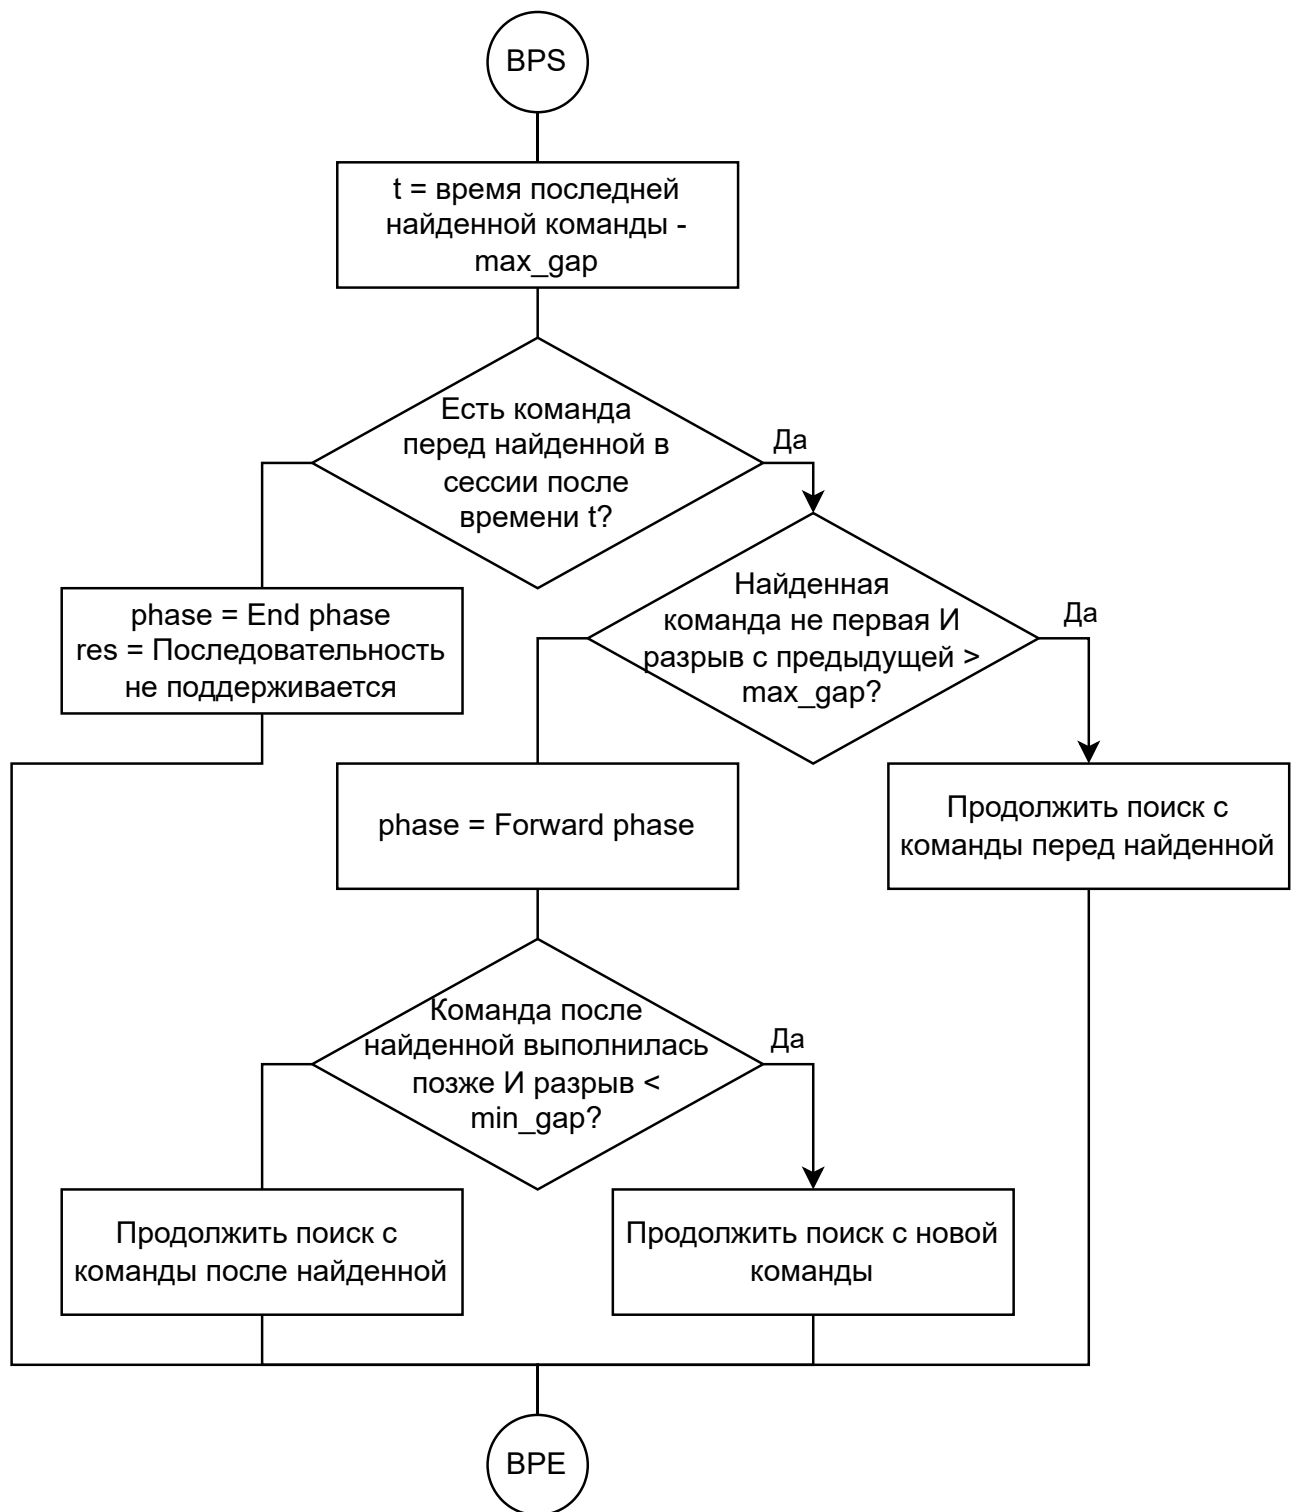 BPS
t = время последней
найденной команды -
max_gap
Есть команда
перед найденной в
сессии после
времени t?
Да
Найденная
команда не первая И
разрыв с предыдущей >
max_gap?
Да
phase = End phase
res = Последовательность
не поддерживается
phase = Forward phase
Продолжить поиск с
команды перед найденной
Команда после
найденной выполнилась
позже И разрыв <
min_gap?
Да
Продолжить поиск с
команды после найденной
Продолжить поиск с новой
команды
BPE